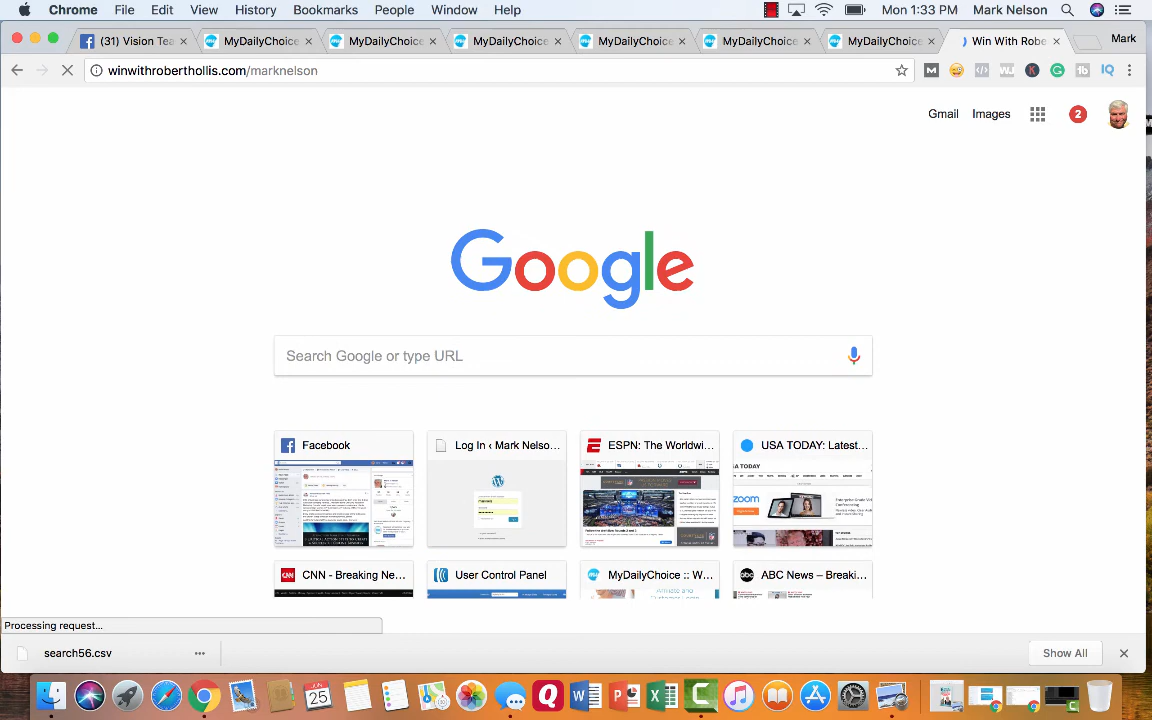 Chrome File Edit View History Bookmarks People Window Help Mon 1:33 PM Mark Nelson
(31) Vision Tea MyDailyChoice MyDailyChoice MyDailyChoice MyDailyChoice MyDailyChoice MyDailyChoice Win With Robe Mark
winwithroberthollis.com/marknelson
Gmail Images 2
Google
Search Google or type URL
Facebook Log In ‹ Mark Nelso... ESPN: The Worldwi... USA TODAY: Latest...
CNN - Breaking Ne... User Control Panel MyDailyChoice :: W... ABC News – Breaki...
Processing request...
search56.csv Show All